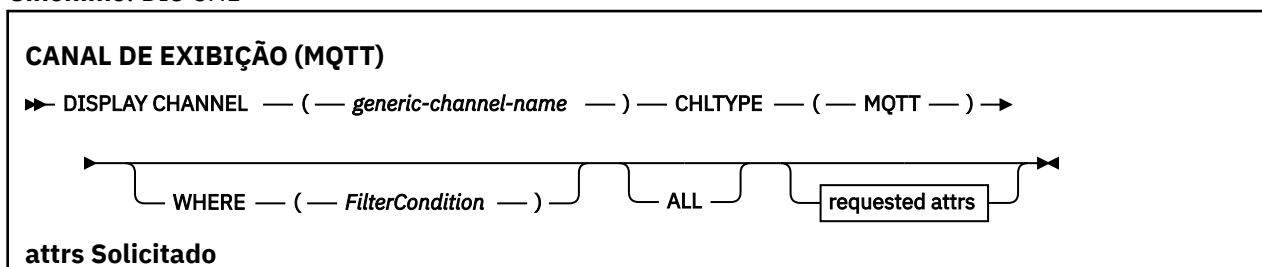 CANAL DE EXIBIÇÃO (MQTT)
DISPLAY CHANNEL ( generic-channel-name ) CHLTYPE ( MQTT )
WHERE ( FilterCondition ) ALL requested attrs
attrs Solicitado